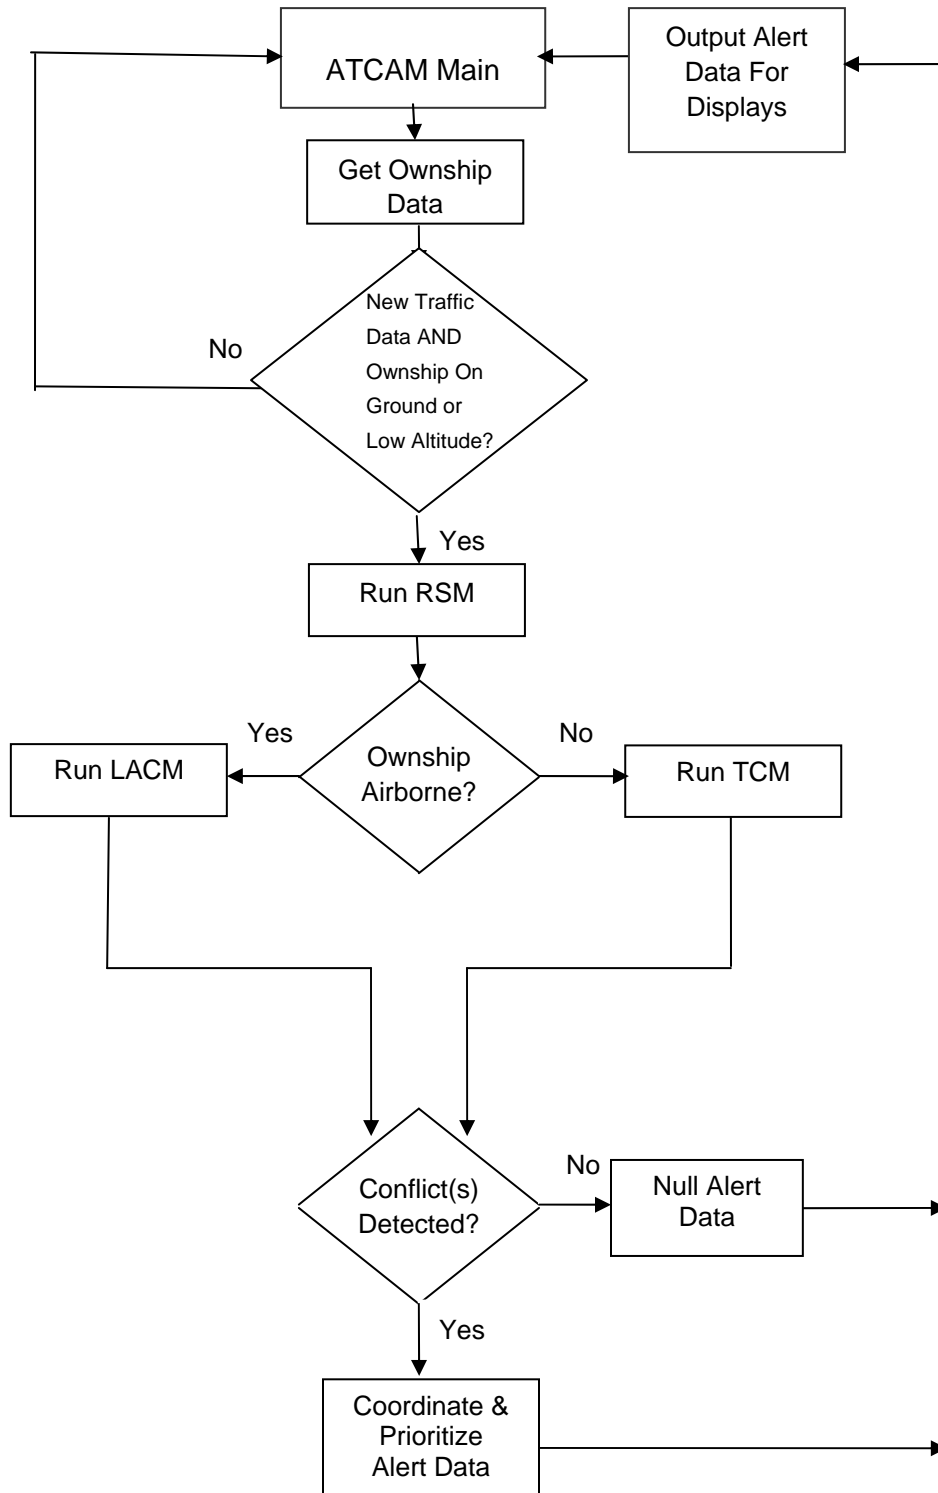 ATCAM Main
Output Alert
Data For
Displays
Get Ownship
Data
New Traffic
Data AND
Ownship On
Ground or
Low Altitude?
No
Yes
Run RSM
Ownship
Airborne?
Yes
No
Run LACM
Run TCM
Conflict(s)
Detected?
No
Null Alert
Data
Yes
Coordinate &
Prioritize
Alert Data